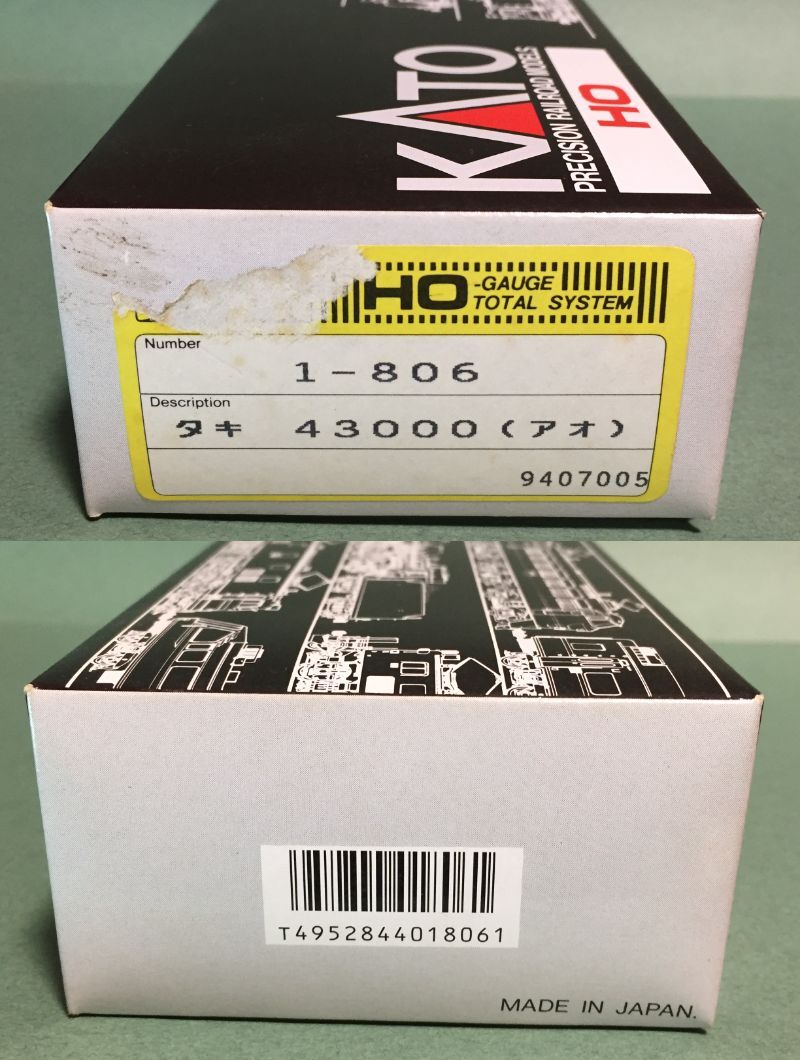 KATO
PRECISION RAILROAD MODELS
HO
HO-GAUGE
TOTAL SYSTEM
Number
1-806
Description
タキ 43000(アオ)
9407005
T4952844018061
MADE IN JAPAN.